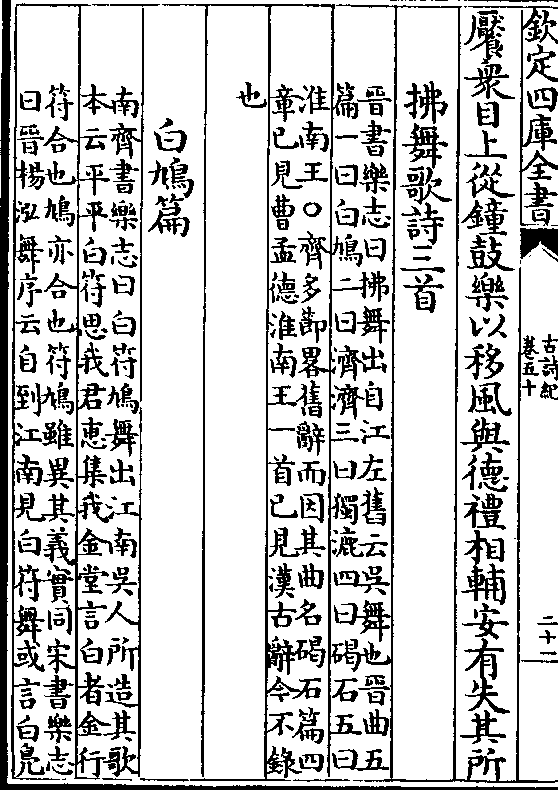 欽定四庫全書
古詩紀
卷五十
二十一
饜衆目上從鐘鼓樂以移風與德禮相輔安有失其所
拂舞歌詩三首
晉書樂志曰拂舞出自江左舊云吳舞也晉曲五
篇一曰白鳩二曰濟濟三曰獨漉四曰碣石五曰
淮南王○齊多節畧舊辭而因其曲名碣石篇四
章已見曹孟德淮南王一首已見漢古辭今不錄
也
白鳩篇
南齊書樂志曰白符鳩舞出江南吳人所造其歌
本云平平白符思我君惠集我金堂言白者金行
符合也鳩亦合也符鳩雖異其義實同宋書樂志
曰晉楊泓舞序云自到江南見白符舞或言白鳧